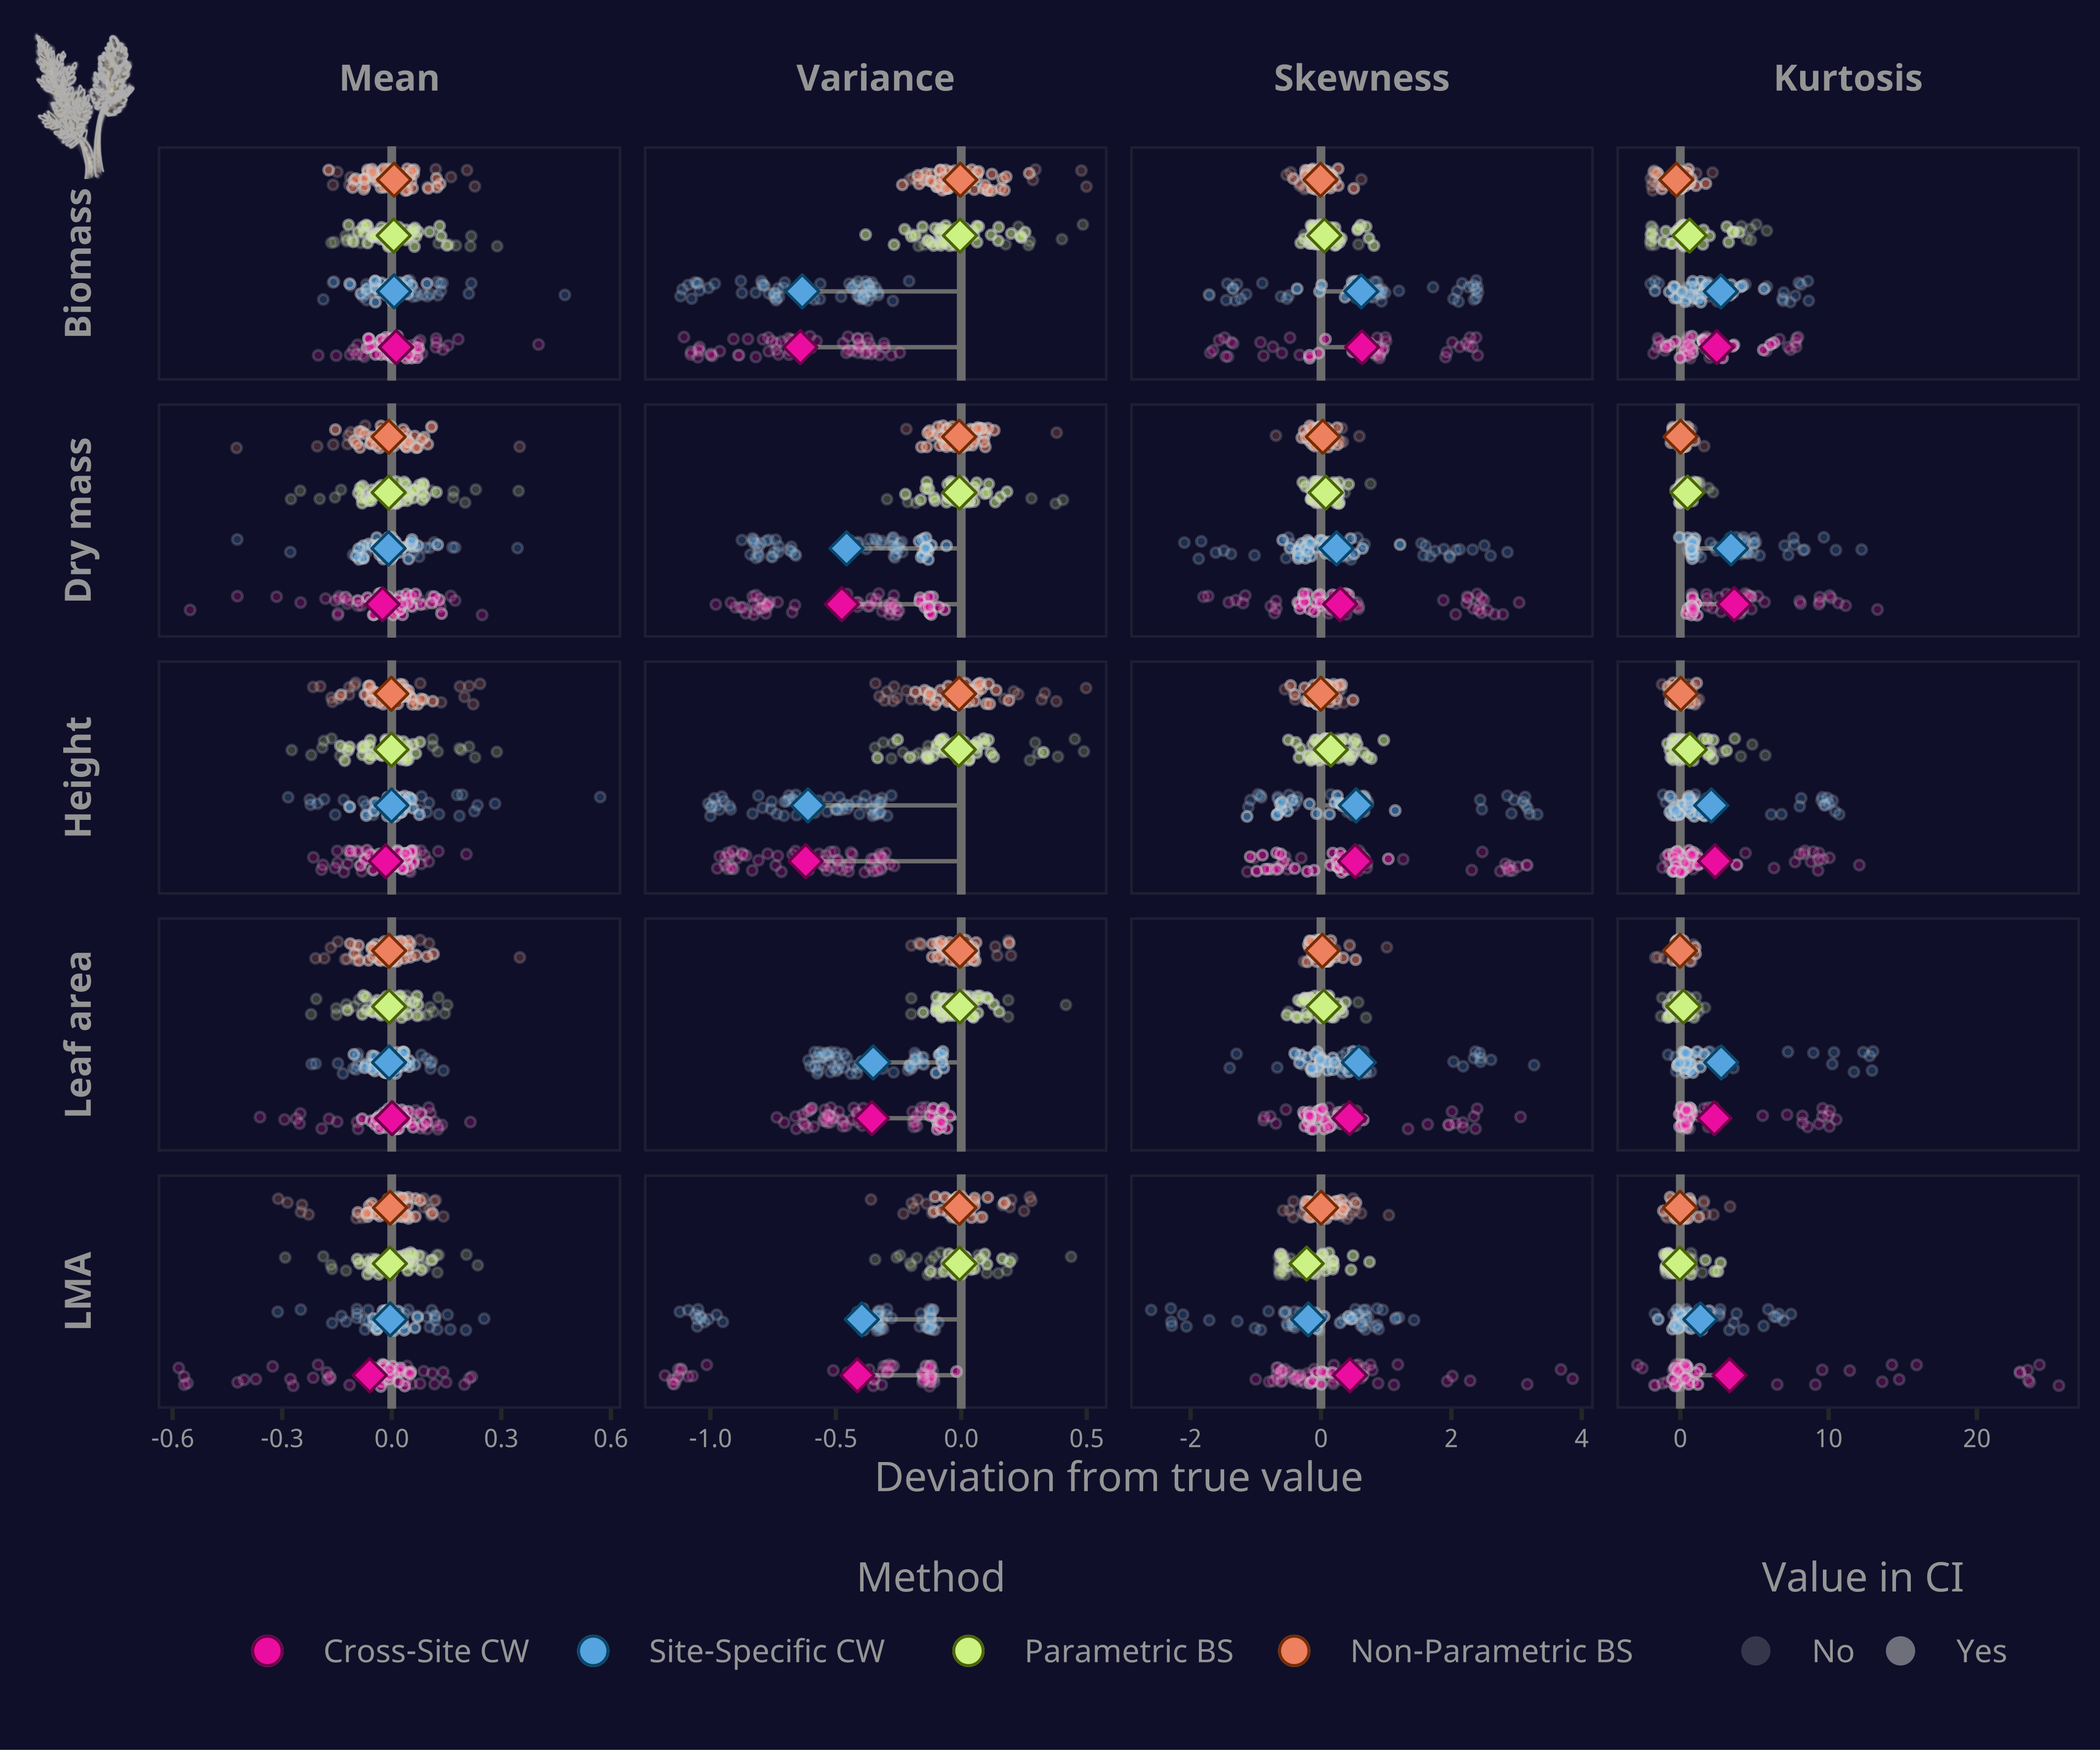 Mean Variance Skewness Kurtosis
Biomass
Dry mass
Height
Leaf area
LMA
-0.6 -0.3 0.0 0.3 0.6 -1.0 -0.5 0.0 0.5 -2 0 2 4 0 10 20
Deviation from true value
Method Value in CI
Cross-Site CW Site-Specific CW Parametric BS Non-Parametric BS No Yes